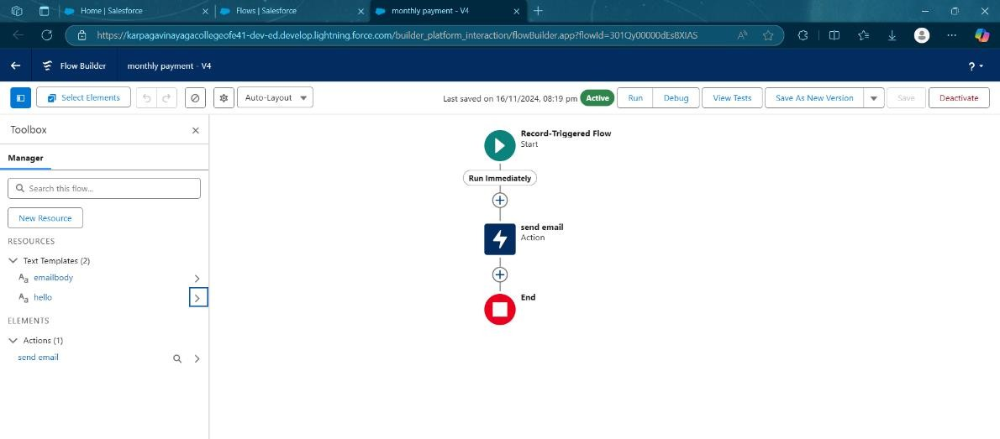 Home | Salesforce
Flows | Salesforce
monthly payment - V4
https://karpagavinayagacollegeofe41-dev-ed.develop.lightning.force.com/builder_platform_interaction/flowBuilder.app?flowId=301Qy00000dEs8XIAS
Flow Builder
monthly payment - V4
?
Select Elements
Auto-Layout
Last saved on 16/11/2024, 08:19 pm
Active
Run
Debug
View Tests
Save As New Version
Save
Deactivate
Toolbox
Manager
Search this flow...
New Resource
RESOURCES
Text Templates (2)
Aa emailbody
Aa hello
ELEMENTS
Actions (1)
send email
Record-Triggered Flow
Start
Run Immediately
send email
Action
End